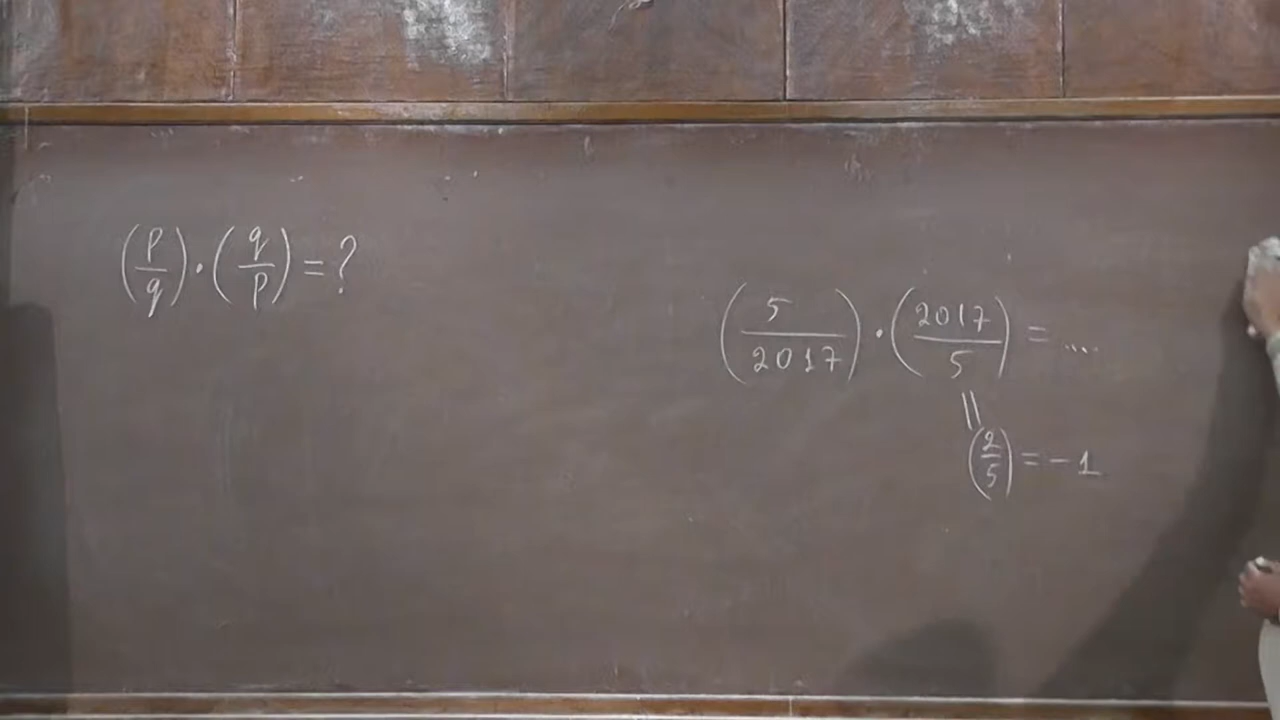 (p/q) · (q/p) = ?
(5/2017) · (2017/5) = ....
||
(2/5) = -1